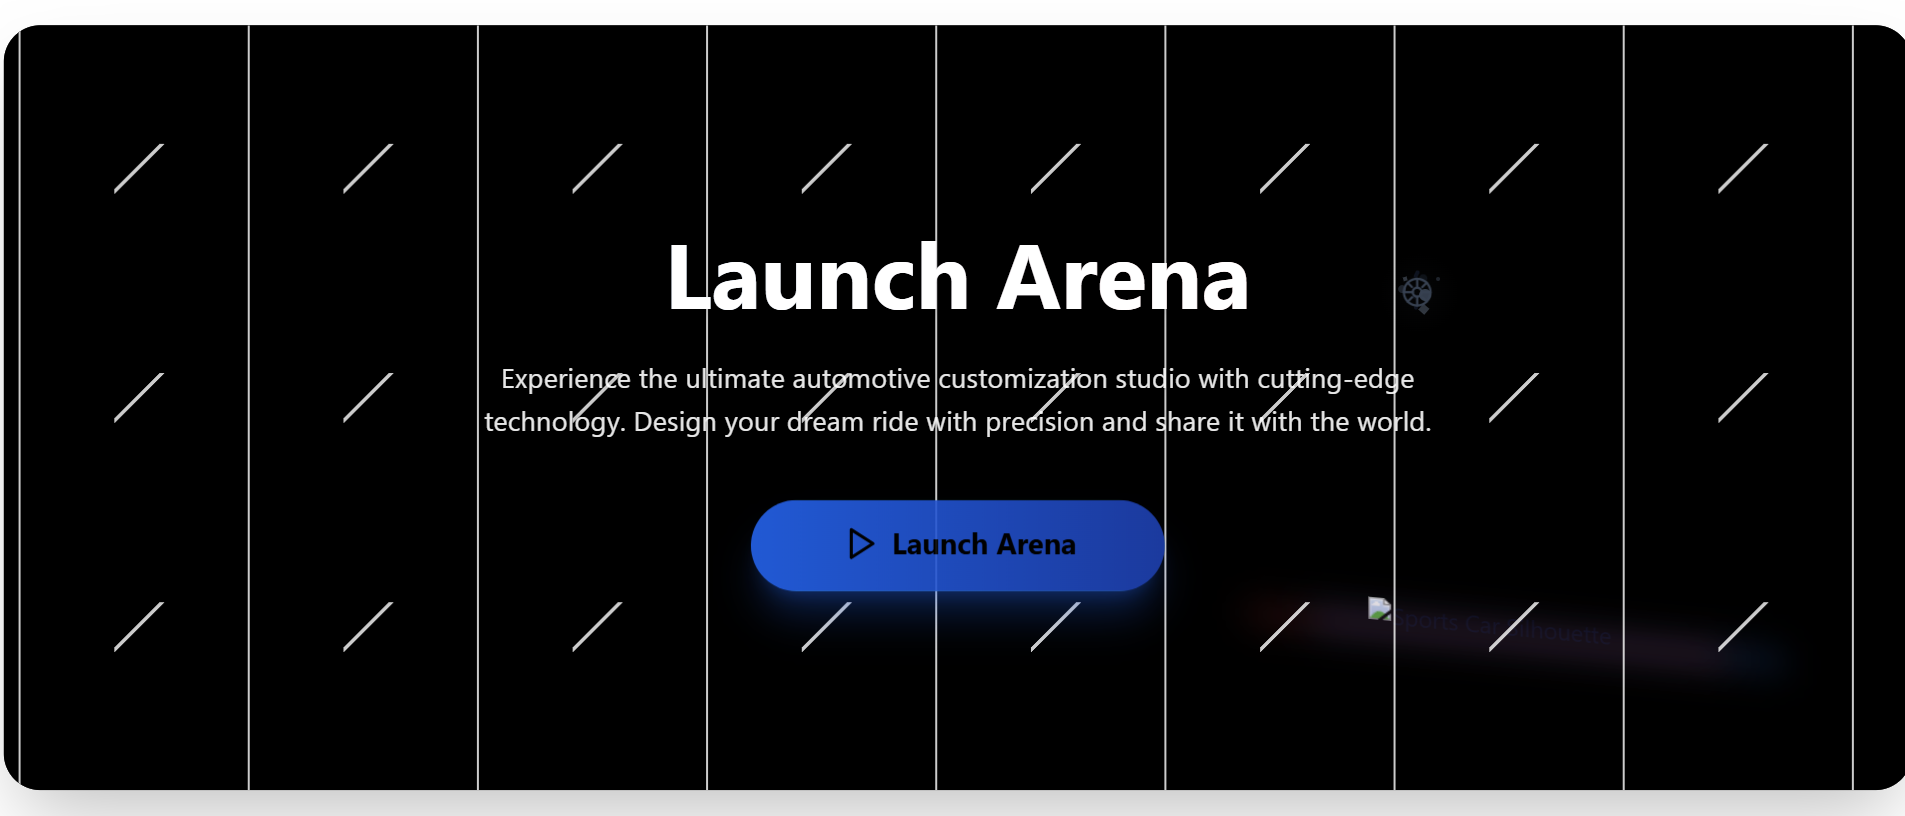 Launch Arena
Experience the ultimate automotive customization studio with cutting-edge
technology. Design your dream ride with precision and share it with the world.
Launch Arena
Sports Car Silhouette